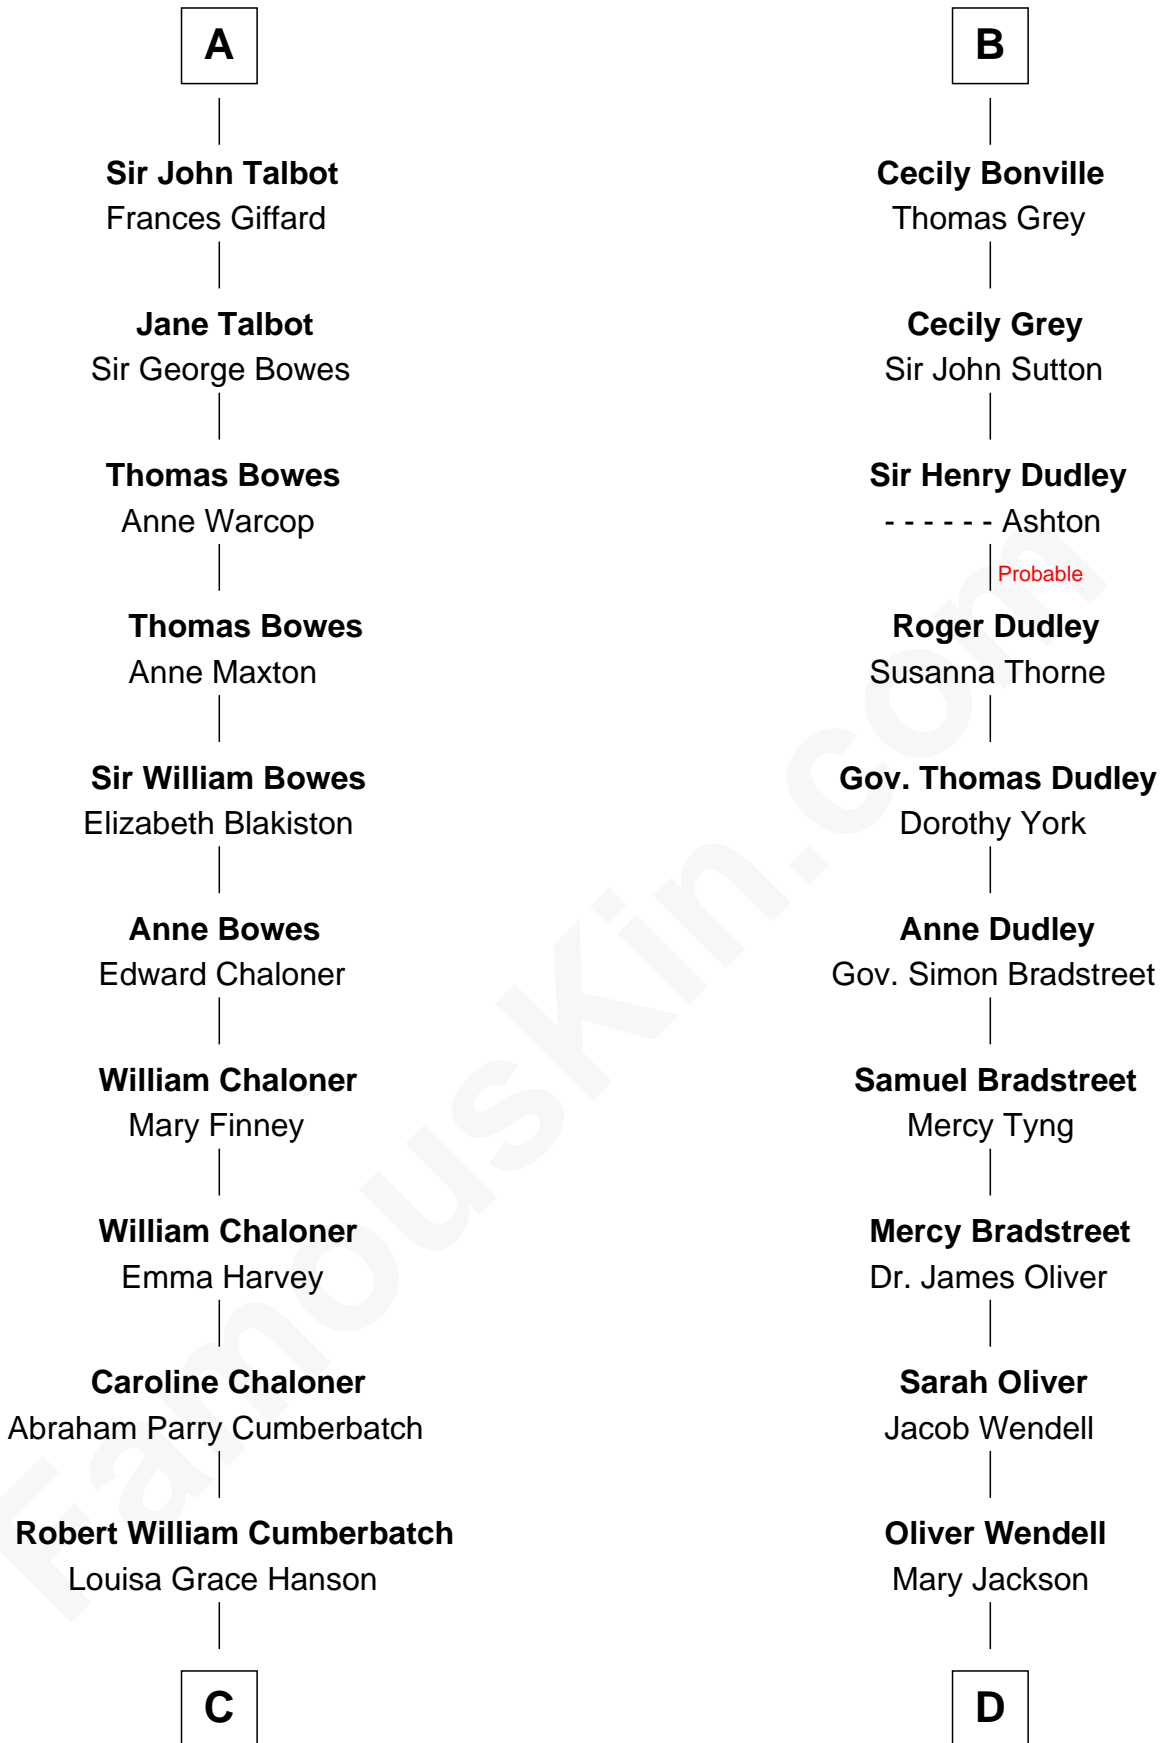 A
Sir John Talbot
Frances Giffard
Jane Talbot
Sir George Bowes
Thomas Bowes
Anne Warcop
Thomas Bowes
Anne Maxton
Sir William Bowes
Elizabeth Blakiston
Anne Bowes
Edward Chaloner
William Chaloner
Mary Finney
William Chaloner
Emma Harvey
Caroline Chaloner
Abraham Parry Cumberbatch
Robert William Cumberbatch
Louisa Grace Hanson
C
B
Cecily Bonville
Thomas Grey
Cecily Grey
Sir John Sutton
Sir Henry Dudley
- - - - - - Ashton
Probable
Roger Dudley
Susanna Thorne
Gov. Thomas Dudley
Dorothy York
Anne Dudley
Gov. Simon Bradstreet
Samuel Bradstreet
Mercy Tyng
Mercy Bradstreet
Dr. James Oliver
Sarah Oliver
Jacob Wendell
Oliver Wendell
Mary Jackson
D
FamousKin.com